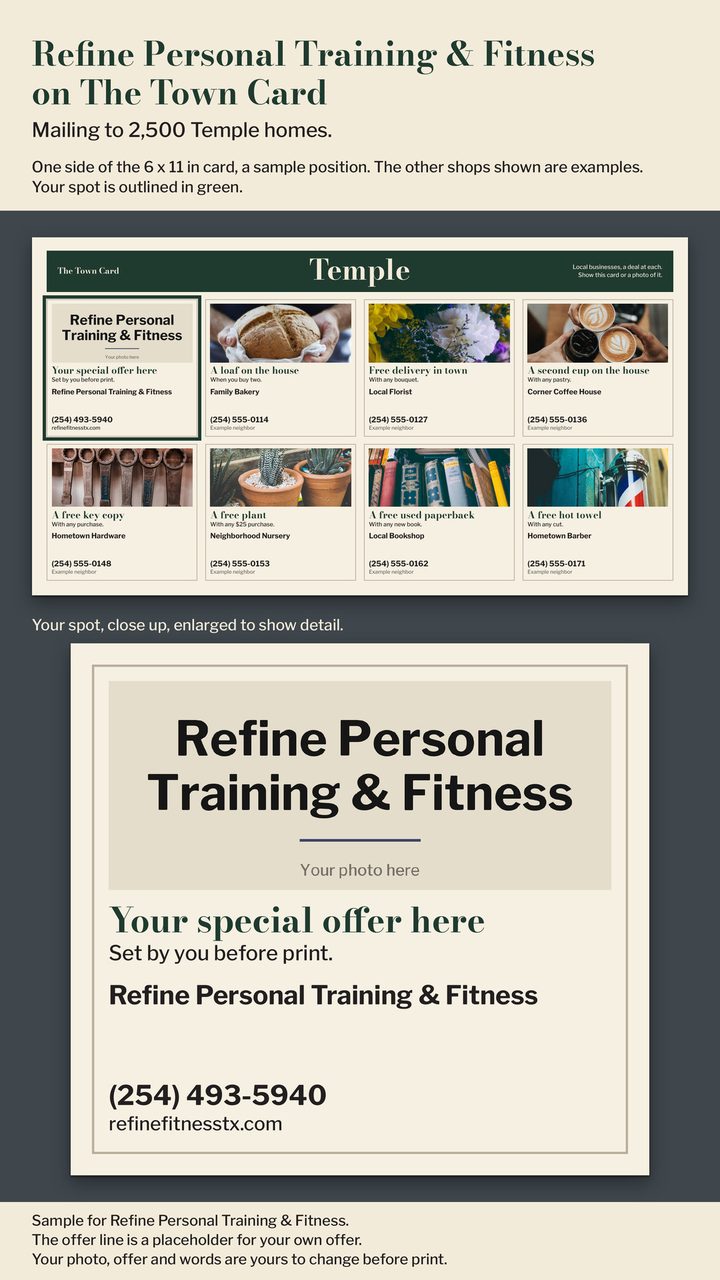 Refine Personal Training & Fitness
on The Town Card
Mailing to 2,500 Temple homes.
One side of the 6 x 11 in card, a sample position. The other shops shown are examples.
Your spot is outlined in green.
The Town Card
Temple
Local businesses, a deal at each.
Show this card or a photo of it.
Refine Personal
Training & Fitness
Your photo here
Your special offer here
Set by you before print.
Refine Personal Training & Fitness
(254) 493-5940
refinefitnesstx.com
A loaf on the house
When you buy two.
Family Bakery
(254) 555-0114
Example neighbor
Free delivery in town
With any bouquet.
Local Florist
(254) 555-0127
Example neighbor
A second cup on the house
With any pastry.
Corner Coffee House
(254) 555-0136
Example neighbor
A free key copy
With any purchase.
Hometown Hardware
(254) 555-0148
Example neighbor
A free plant
With any $25 purchase.
Neighborhood Nursery
(254) 555-0153
Example neighbor
A free used paperback
With any new book.
Local Bookshop
(254) 555-0162
Example neighbor
A free hot towel
With any cut.
Hometown Barber
(254) 555-0171
Example neighbor
Your spot, close up, enlarged to show detail.
Refine Personal
Training & Fitness
Your photo here
Your special offer here
Set by you before print.
Refine Personal Training & Fitness
(254) 493-5940
refinefitnesstx.com
Sample for Refine Personal Training & Fitness.
The offer line is a placeholder for your own offer.
Your photo, offer and words are yours to change before print.